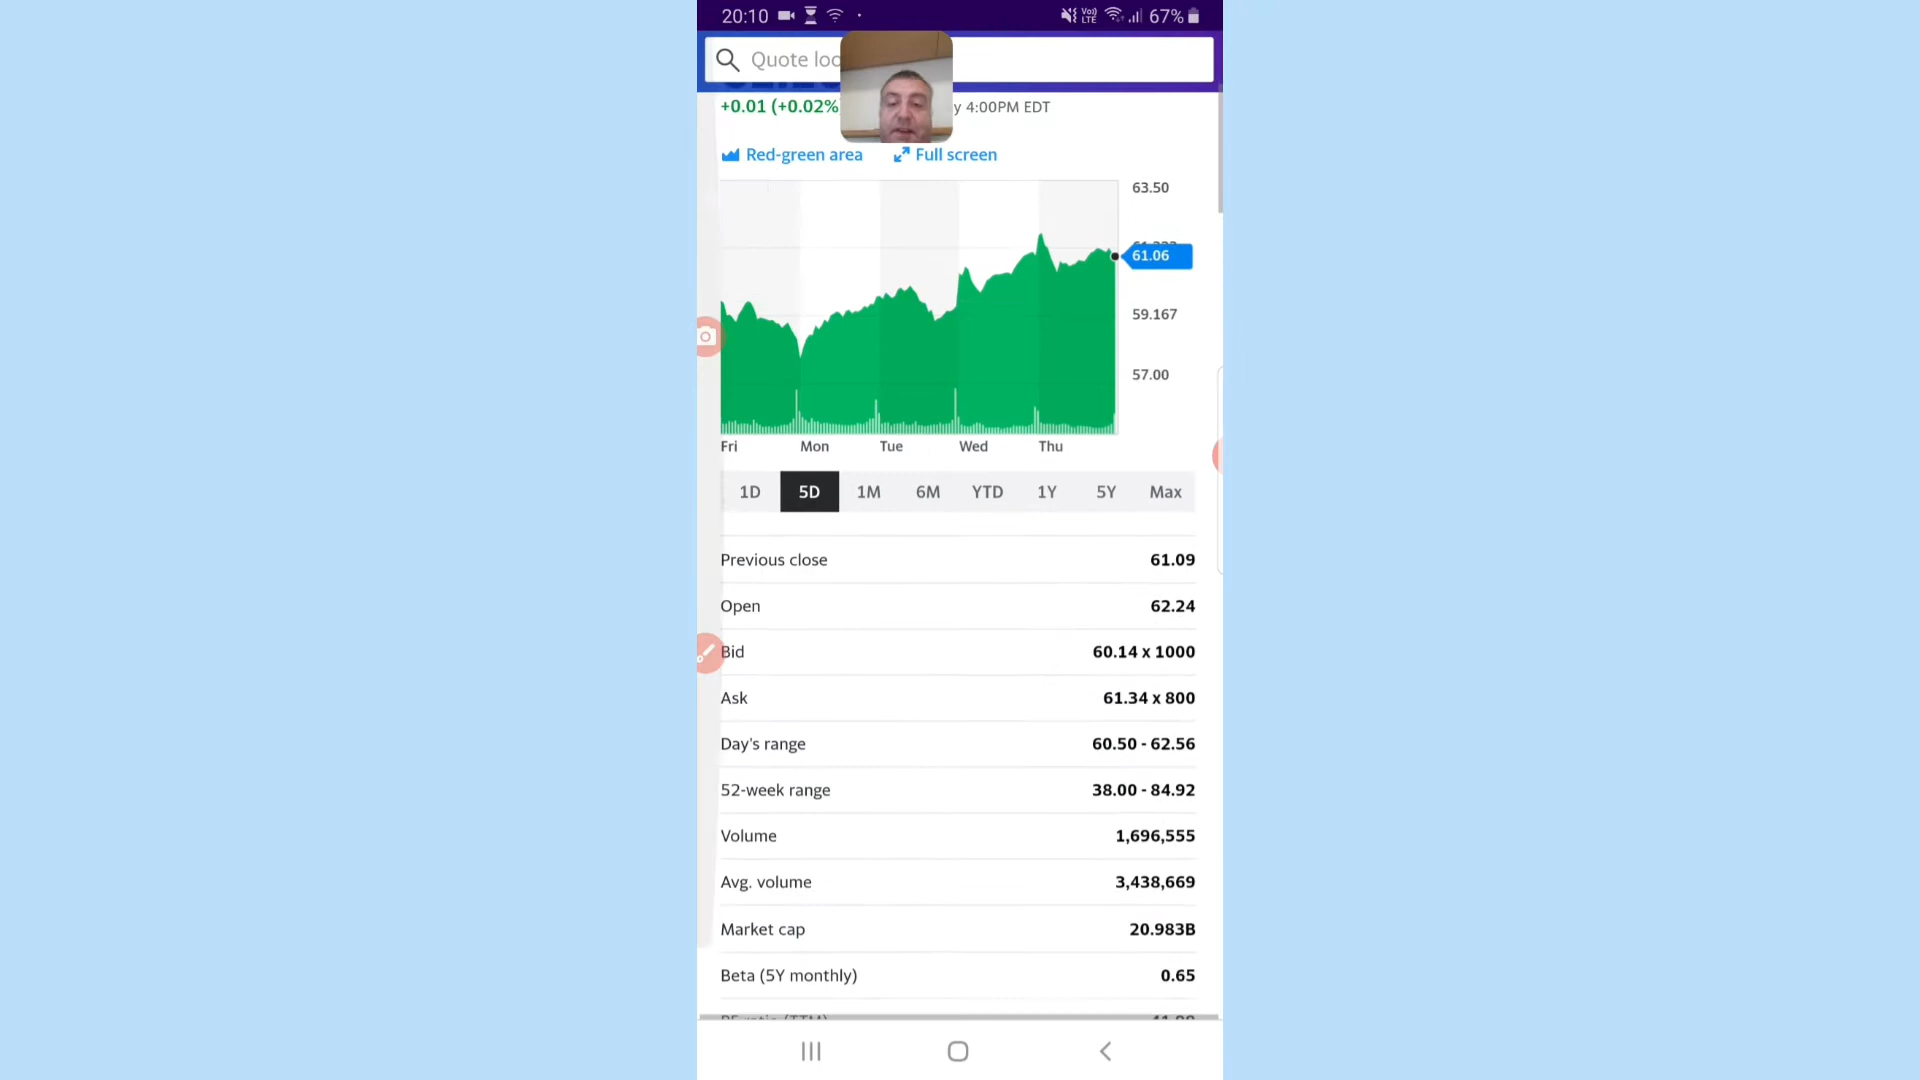 20:10 67%
Quote loo
+0.01 (+0.02% y 4:00PM EDT
Red-green area Full screen
63.50
61.06
59.167
57.00
Fri Mon Tue Wed Thu
1D 5D 1M 6M YTD 1Y 5Y Max
Previous close 61.09
Open 62.24
Bid 60.14 x 1000
Ask 61.34 x 800
Day's range 60.50 - 62.56
52-week range 38.00 - 84.92
Volume 1,696,555
Avg. volume 3,438,669
Market cap 20.983B
Beta (5Y monthly) 0.65